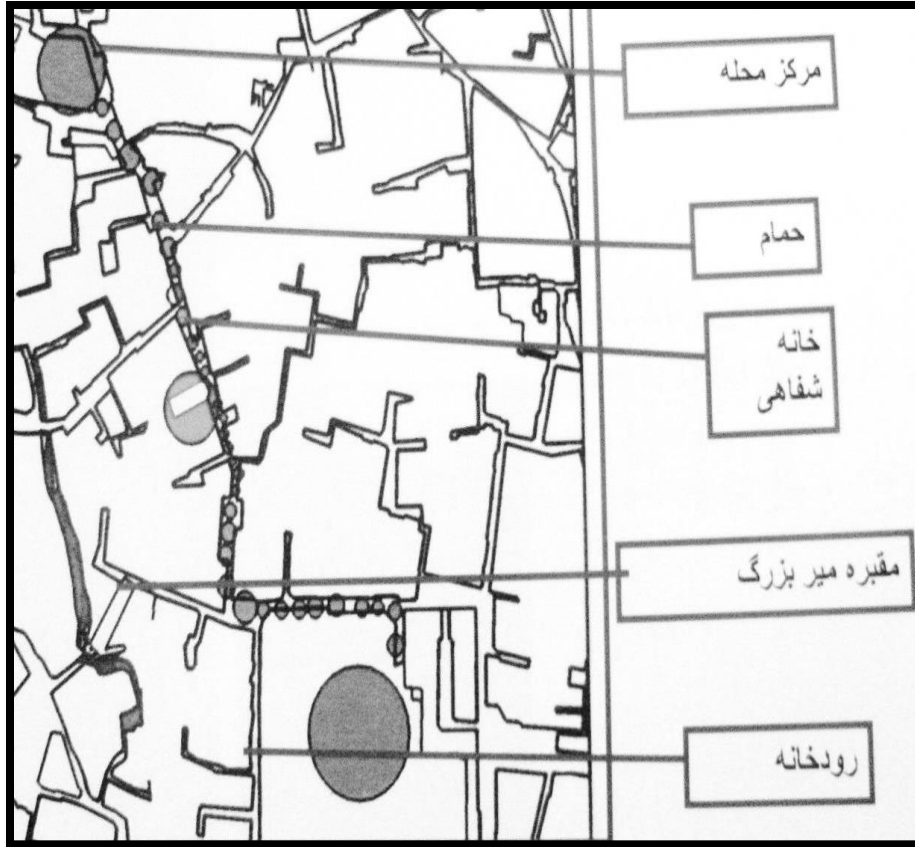 مرکز محله
حمام
خانه
شفاهی
مقبره میر بزرگ
رودخانه